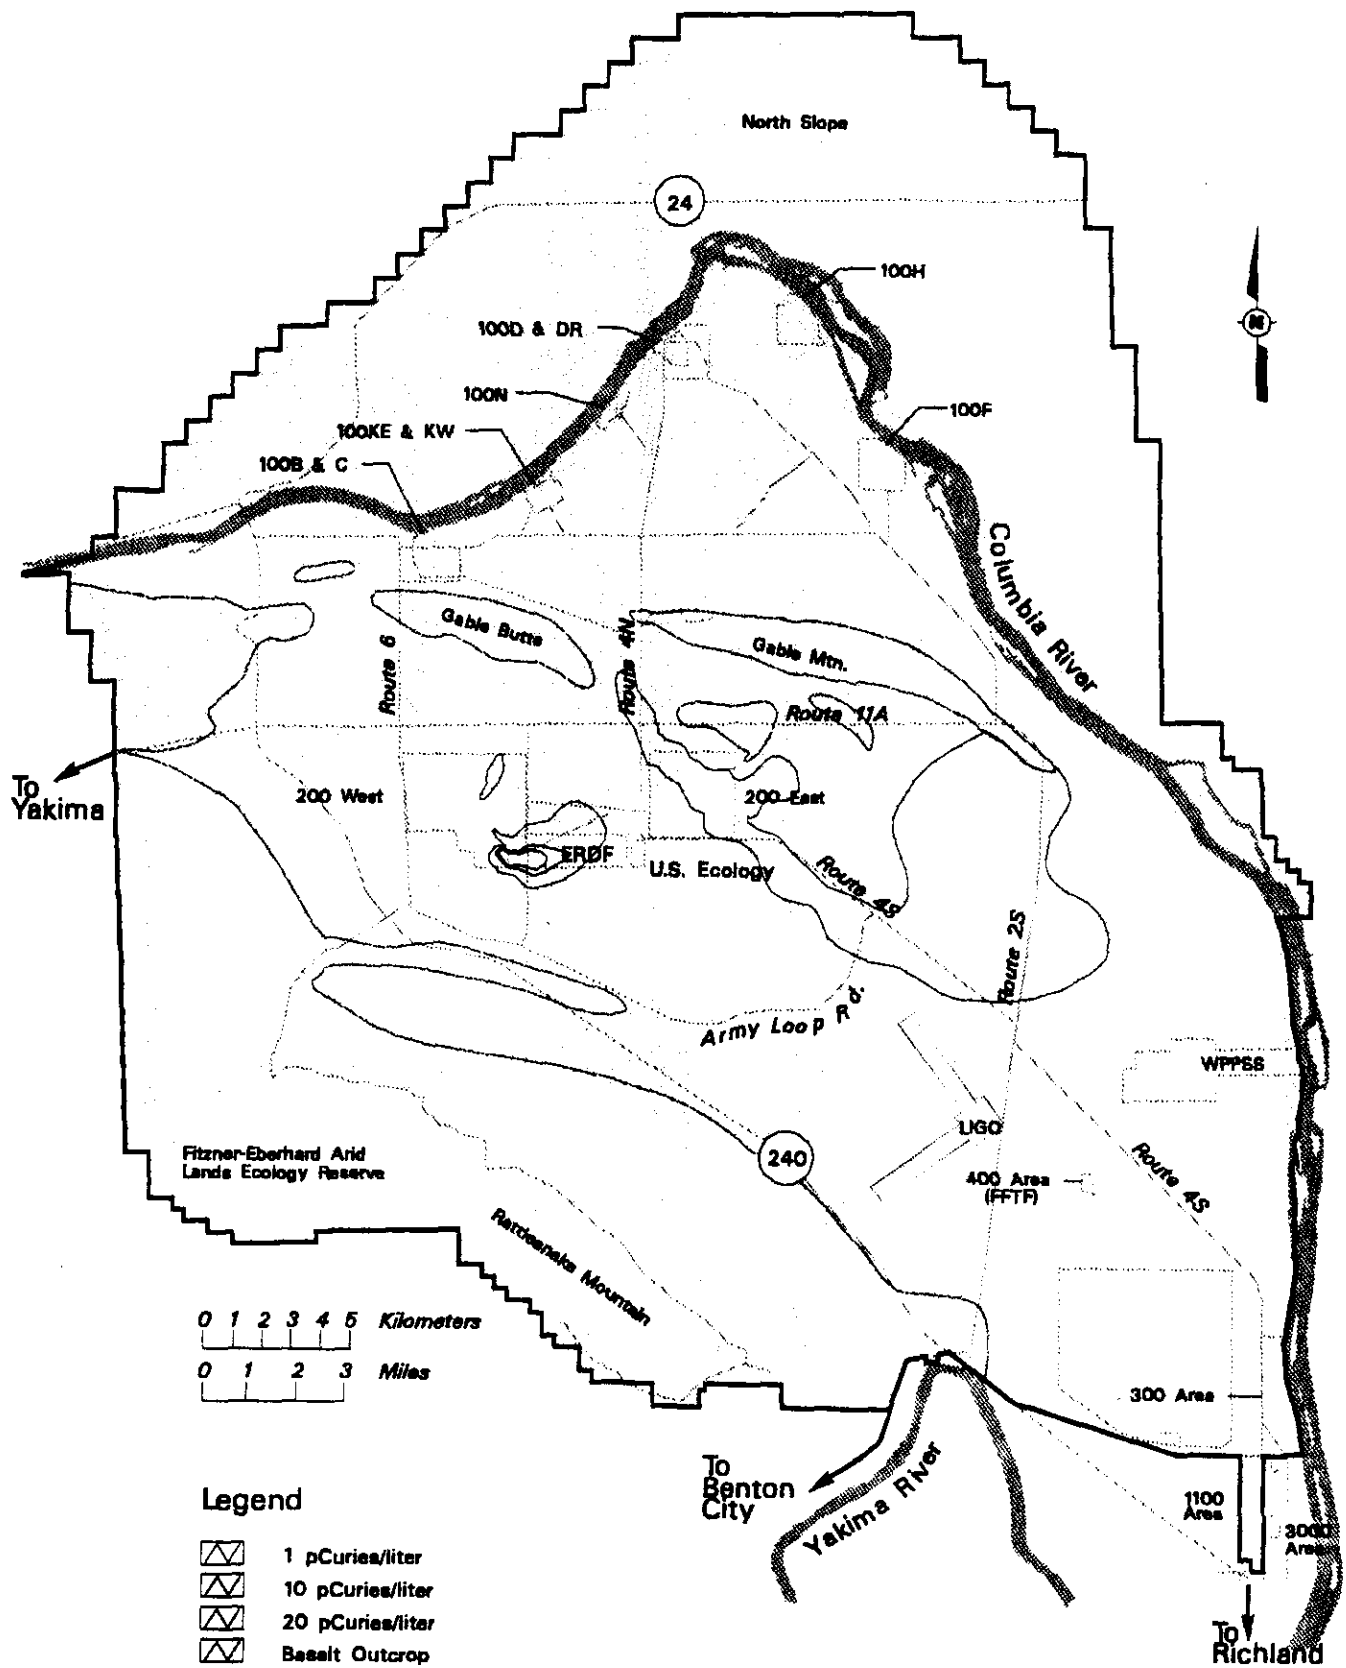 North Slope
24
100H
100D & DR
100N
100F
100KE & KW
100B & C
Columbia River
Gable Butte
Route 4N
Gable Mtn.
Route 6
Route 11A
To
Yakima
200 West
200 East
ERDF
U.S. Ecology
Route 4S
Route 2S
Army Loop Rd.
WPPSS
LIGO
Fitzner-Eberhard Arid
Lands Ecology Reserve
240
400 Area
(FFTF)
Route 4S
Rattlesnake Mountain
0 1 2 3 4 5 Kilometers
0 1 2 3 Miles
300 Area
To
Benton
City
Yakima River
1100
Area
3000
Area
To
Richland
Legend
1 pCuries/liter
10 pCuries/liter
20 pCuries/liter
Basalt Outcrop
N